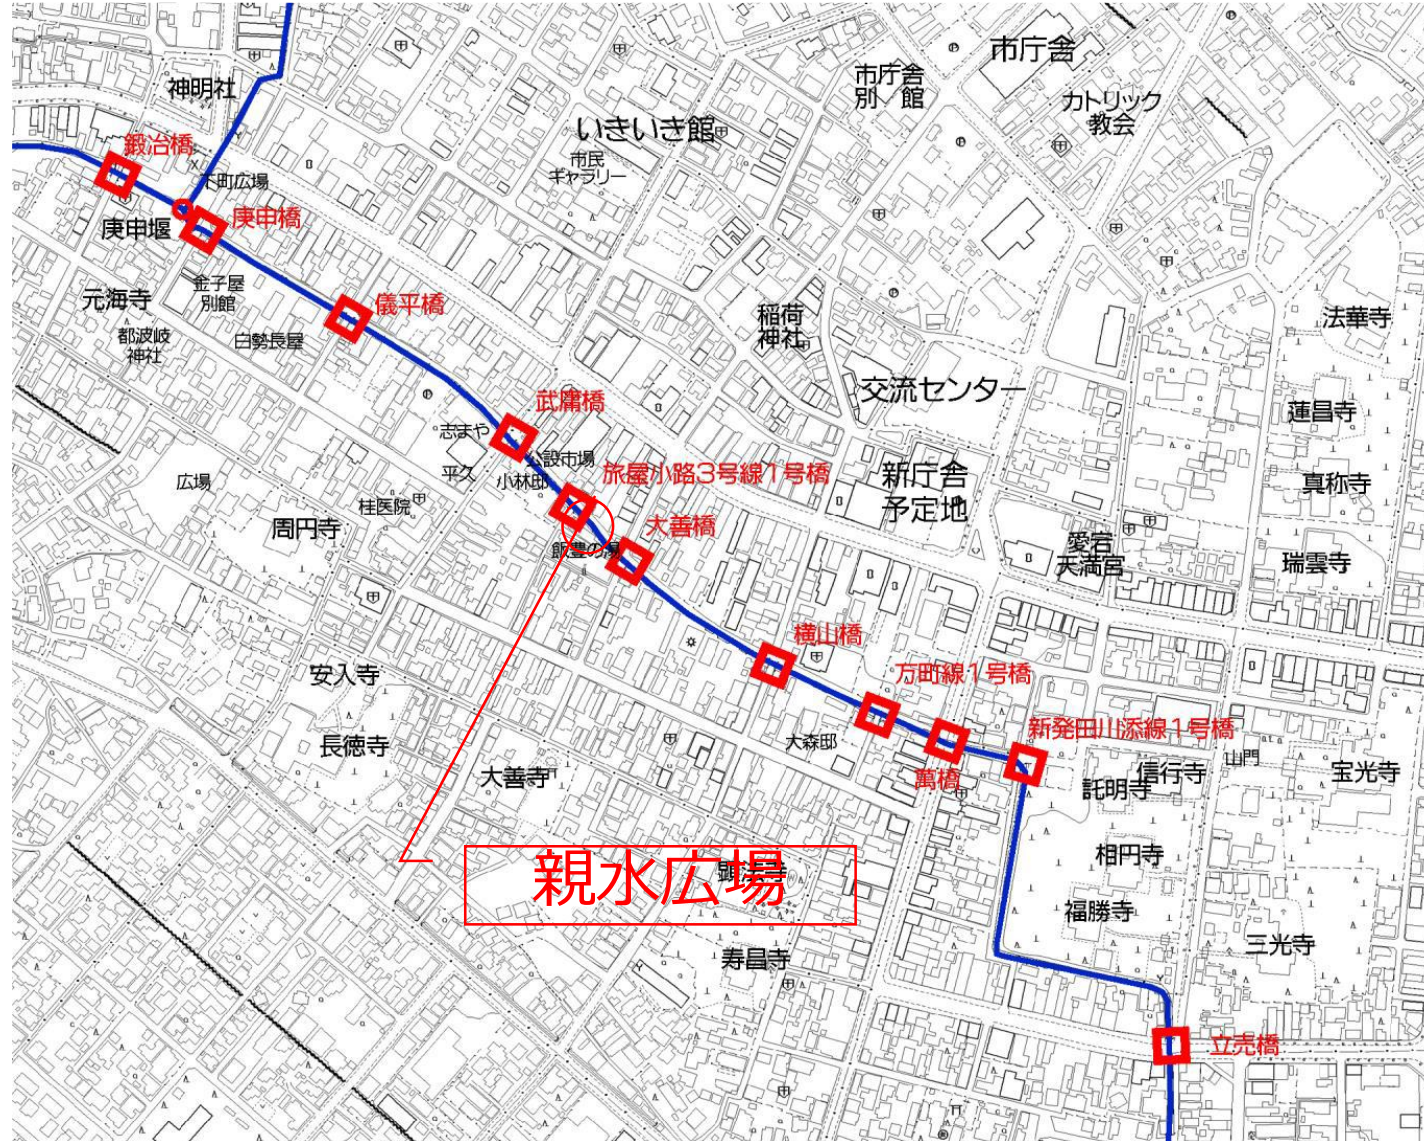 市庁舎
市庁舎
別　館
カトリック
教会
神明社
いきいき館
市民
ギャラリー
鍛冶橋
下町広場
庚申橋
庚申堰
金子屋
別館
元海寺
都波岐
神社
白勢長屋
儀平橋
稲荷
神社
法華寺
交流センター
武庸橋
蓮昌寺
志まや
公設市場
平久
小林邸
旅屋小路3号線1号橋
新庁舎
予定地
真称寺
広場
桂医院
周円寺
大善橋
飯豊の湯
愛宕
天満宮
瑞雲寺
横山橋
万町線1号橋
安入寺
長徳寺
大善寺
大森邸
萬橋
新発田川添線1号橋
山門
信行寺
託明寺
宝光寺
相円寺
親水広場
顕法寺
福勝寺
三光寺
寿昌寺
立売橋